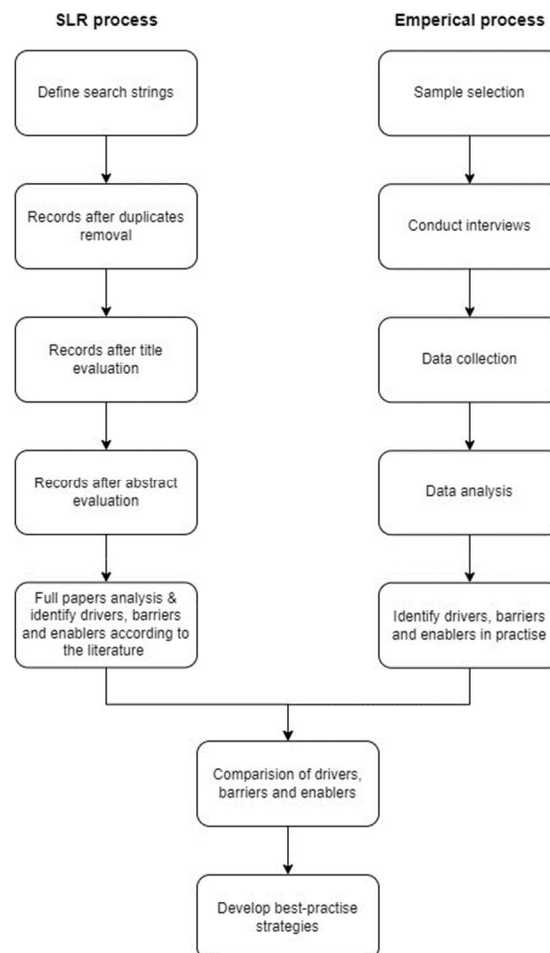 SLR process
Emperical process
Define search strings
Sample selection
Records after duplicates
removal
Conduct interviews
Records after title
evaluation
Data collection
Records after abstract
evaluation
Data analysis
Full papers analysis &
identify drivers, barriers
and enablers according to
the literature
Identify drivers, barriers
and enablers in practise
Comparision of drivers,
barriers and enablers
Develop best-practise
strategies